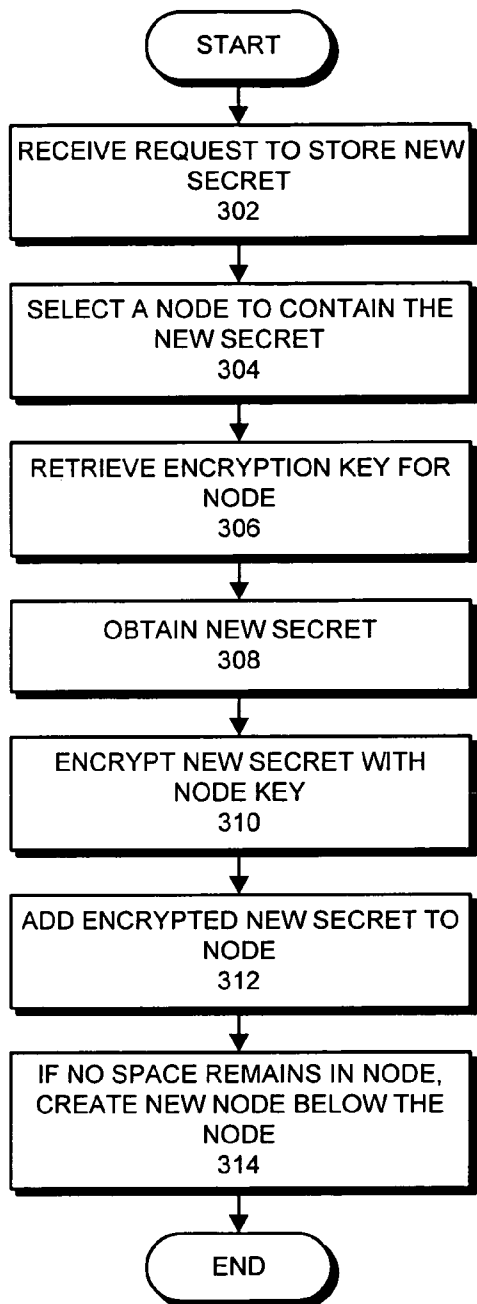 START
RECEIVE REQUEST TO STORE NEW
SECRET
302
SELECT A NODE TO CONTAIN THE
NEW SECRET
304
RETRIEVE ENCRYPTION KEY FOR
NODE
306
OBTAIN NEW SECRET
308
ENCRYPT NEW SECRET WITH
NODE KEY
310
ADD ENCRYPTED NEW SECRET TO
NODE
312
IF NO SPACE REMAINS IN NODE,
CREATE NEW NODE BELOW THE
NODE
314
END